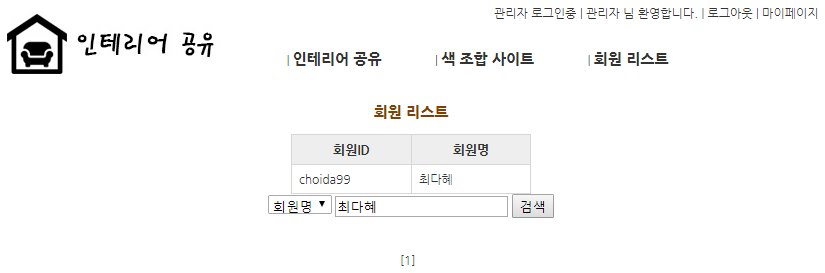 관리자 로그인중 | 관리자 님 환영합니다. | 로그아웃 | 마이페이지
인테리어 공유
| 인테리어 공유 | 색 조합 사이트 | 회원 리스트
회원 리스트
회원ID 회원명
choida99 최다혜
회원명 ▼ 최다혜 검색
[1]